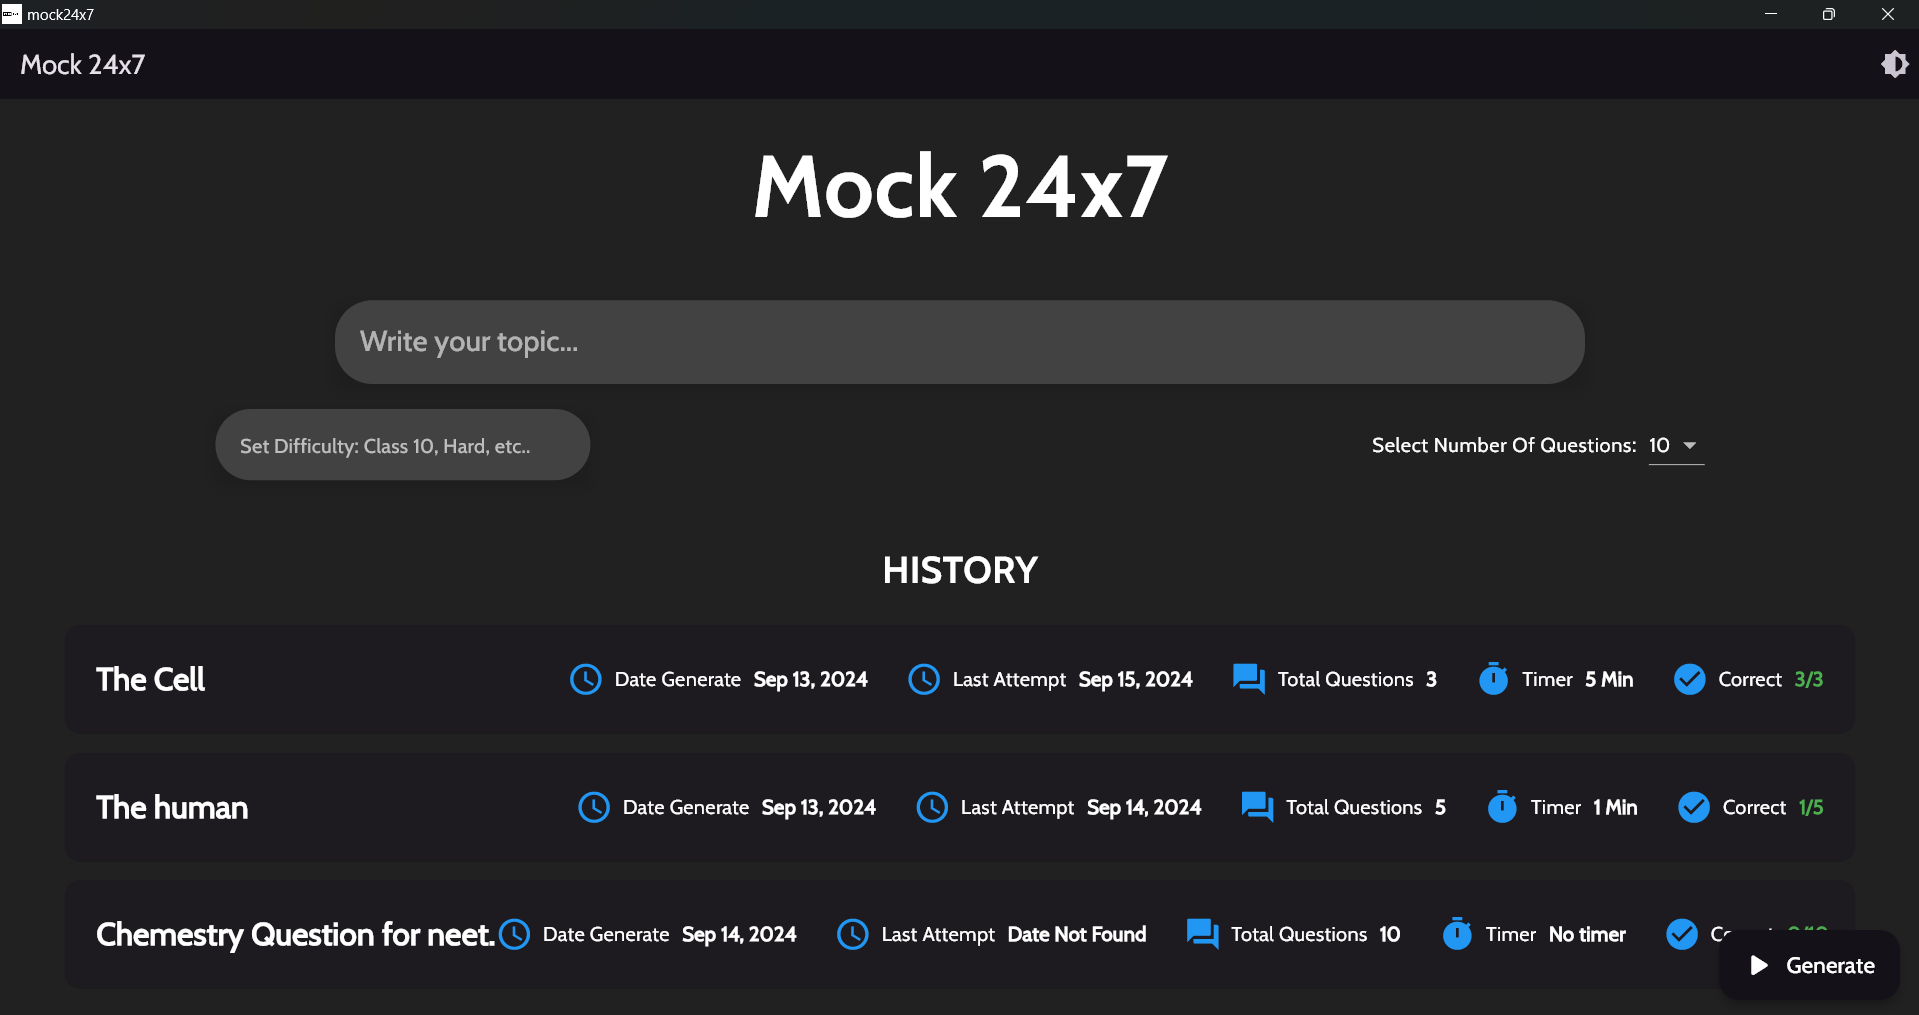 mock24x7
Mock 24x7
Mock 24x7
Write your topic...
Set Difficulty: Class 10, Hard, etc..
Select Number Of Questions: 10
HISTORY
The Cell Date Generate Sep 13, 2024 Last Attempt Sep 15, 2024 Total Questions 3 Timer 5 Min Correct 3/3
The human Date Generate Sep 13, 2024 Last Attempt Sep 14, 2024 Total Questions 5 Timer 1 Min Correct 1/5
Chemestry Question for neet. Date Generate Sep 14, 2024 Last Attempt Date Not Found Total Questions 10 Timer No timer
Generate